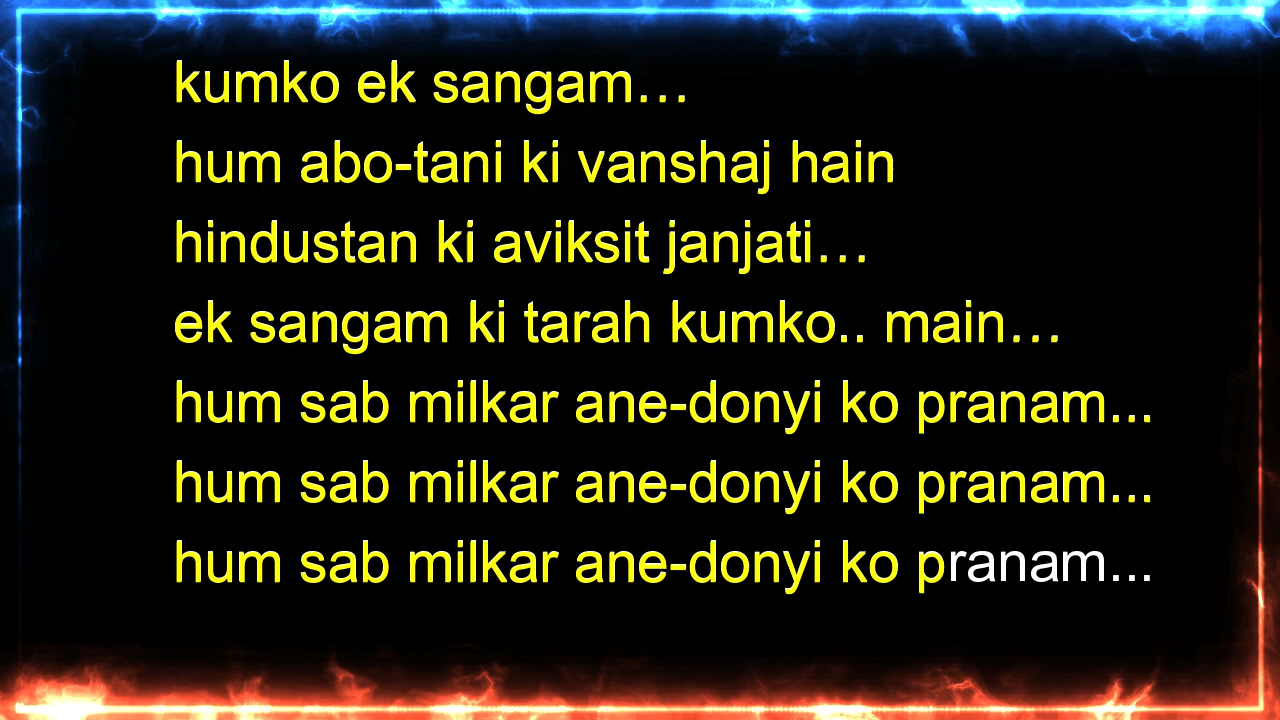 kumko ek sangam…
hum abo-tani ki vanshaj hain
hindustan ki aviksit janjati…
ek sangam ki tarah kumko.. main…
hum sab milkar ane-donyi ko pranam...
hum sab milkar ane-donyi ko pranam...
hum sab milkar ane-donyi ko pranam...